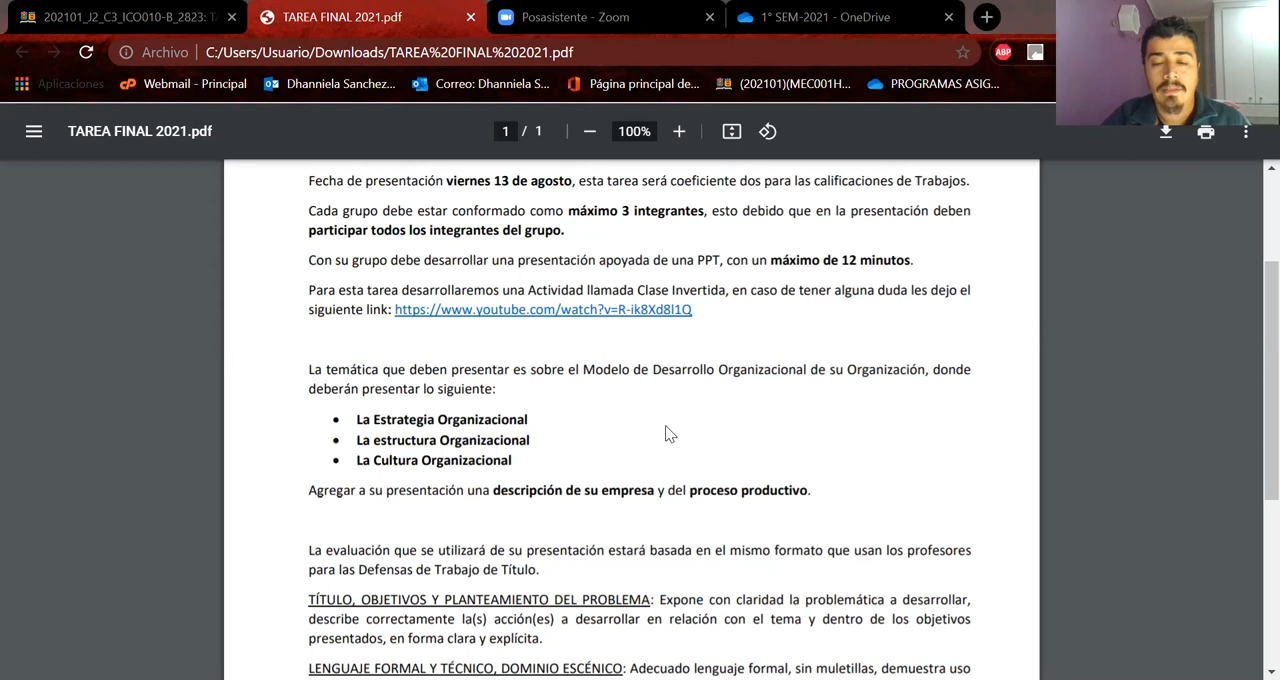 202101_J2_C3_ICO010-B_2823: T
TAREA FINAL 2021.pdf
Posasistente - Zoom
1° SEM-2021 - OneDrive
Archivo
C:/Users/Usuario/Downloads/TAREA%20FINAL%202021.pdf
ABP
Aplicaciones
Webmail - Principal
Dhanniela Sanchez...
Correo: Dhanniela S...
Página principal de...
(202101)(MEC001H...
PROGRAMAS ASIG...
TAREA FINAL 2021.pdf
1 / 1
100%
Fecha de presentación viernes 13 de agosto, esta tarea será coeficiente dos para las calificaciones de Trabajos.
Cada grupo debe estar conformado como máximo 3 integrantes, esto debido que en la presentación deben
participar todos los integrantes del grupo.
Con su grupo debe desarrollar una presentación apoyada de una PPT, con un máximo de 12 minutos.
Para esta tarea desarrollaremos una Actividad llamada Clase Invertida, en caso de tener alguna duda les dejo el
siguiente link: https://www.youtube.com/watch?v=R-ik8Xd8l1Q
La temática que deben presentar es sobre el Modelo de Desarrollo Organizacional de su Organización, donde
deberán presentar lo siguiente:
• La Estrategia Organizacional
• La estructura Organizacional
• La Cultura Organizacional
Agregar a su presentación una descripción de su empresa y del proceso productivo.
La evaluación que se utilizará de su presentación estará basada en el mismo formato que usan los profesores
para las Defensas de Trabajo de Título.
TÍTULO, OBJETIVOS Y PLANTEAMIENTO DEL PROBLEMA: Expone con claridad la problemática a desarrollar,
describe correctamente la(s) acción(es) a desarrollar en relación con el tema y dentro de los objetivos
presentados, en forma clara y explícita.
LENGUAJE FORMAL Y TÉCNICO, DOMINIO ESCÉNICO: Adecuado lenguaje formal, sin muletillas, demuestra uso